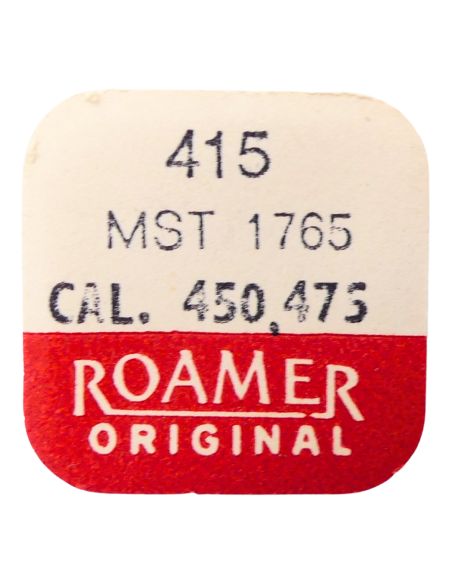 415
MST 1765
CAL. 450,475
ROAMER
ORIGINAL